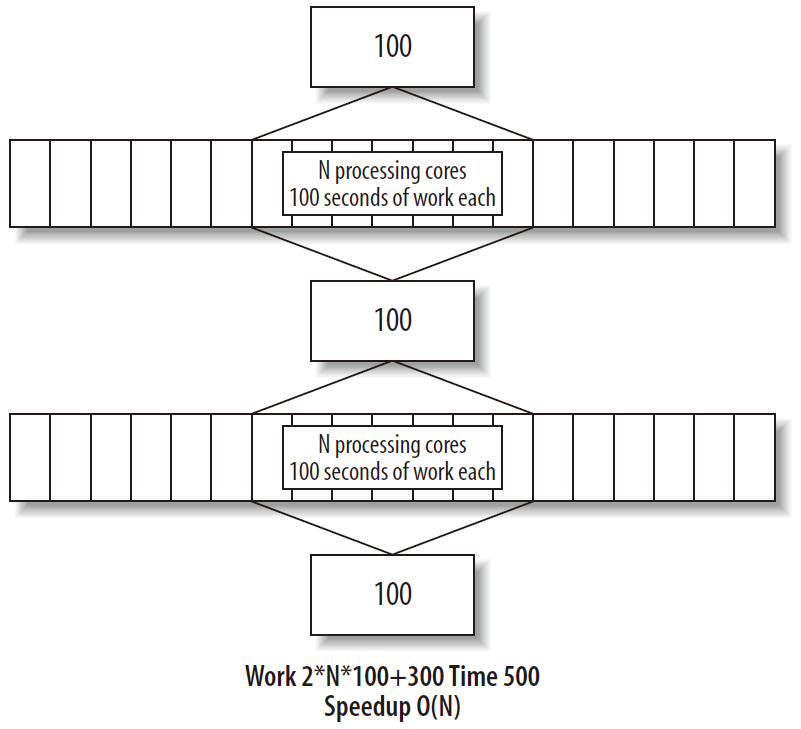 100
N processing cores
100 seconds of work each
100
N processing cores
100 seconds of work each
100
Work 2*N*100+300 Time 500
Speedup O(N)